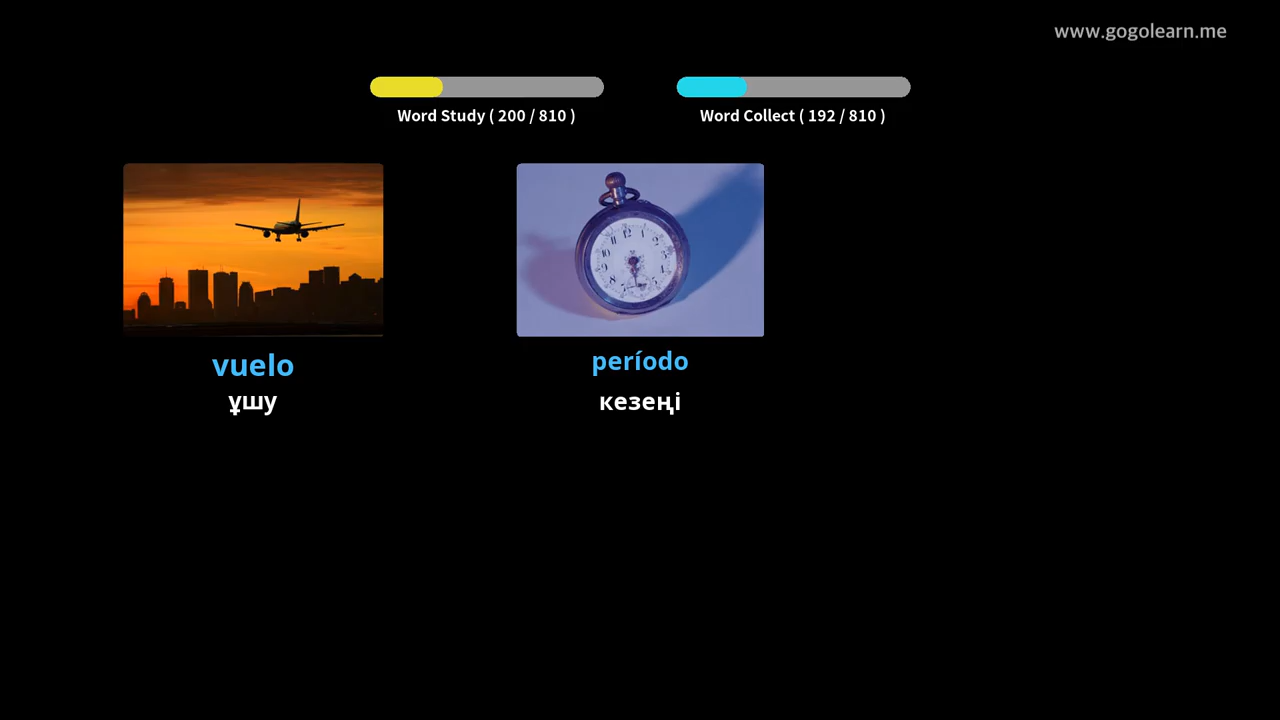 www.gogolearn.me
Word Study ( 200 / 810 )
Word Collect ( 192 / 810 )
vuelo
ұшу
período
кезеңі